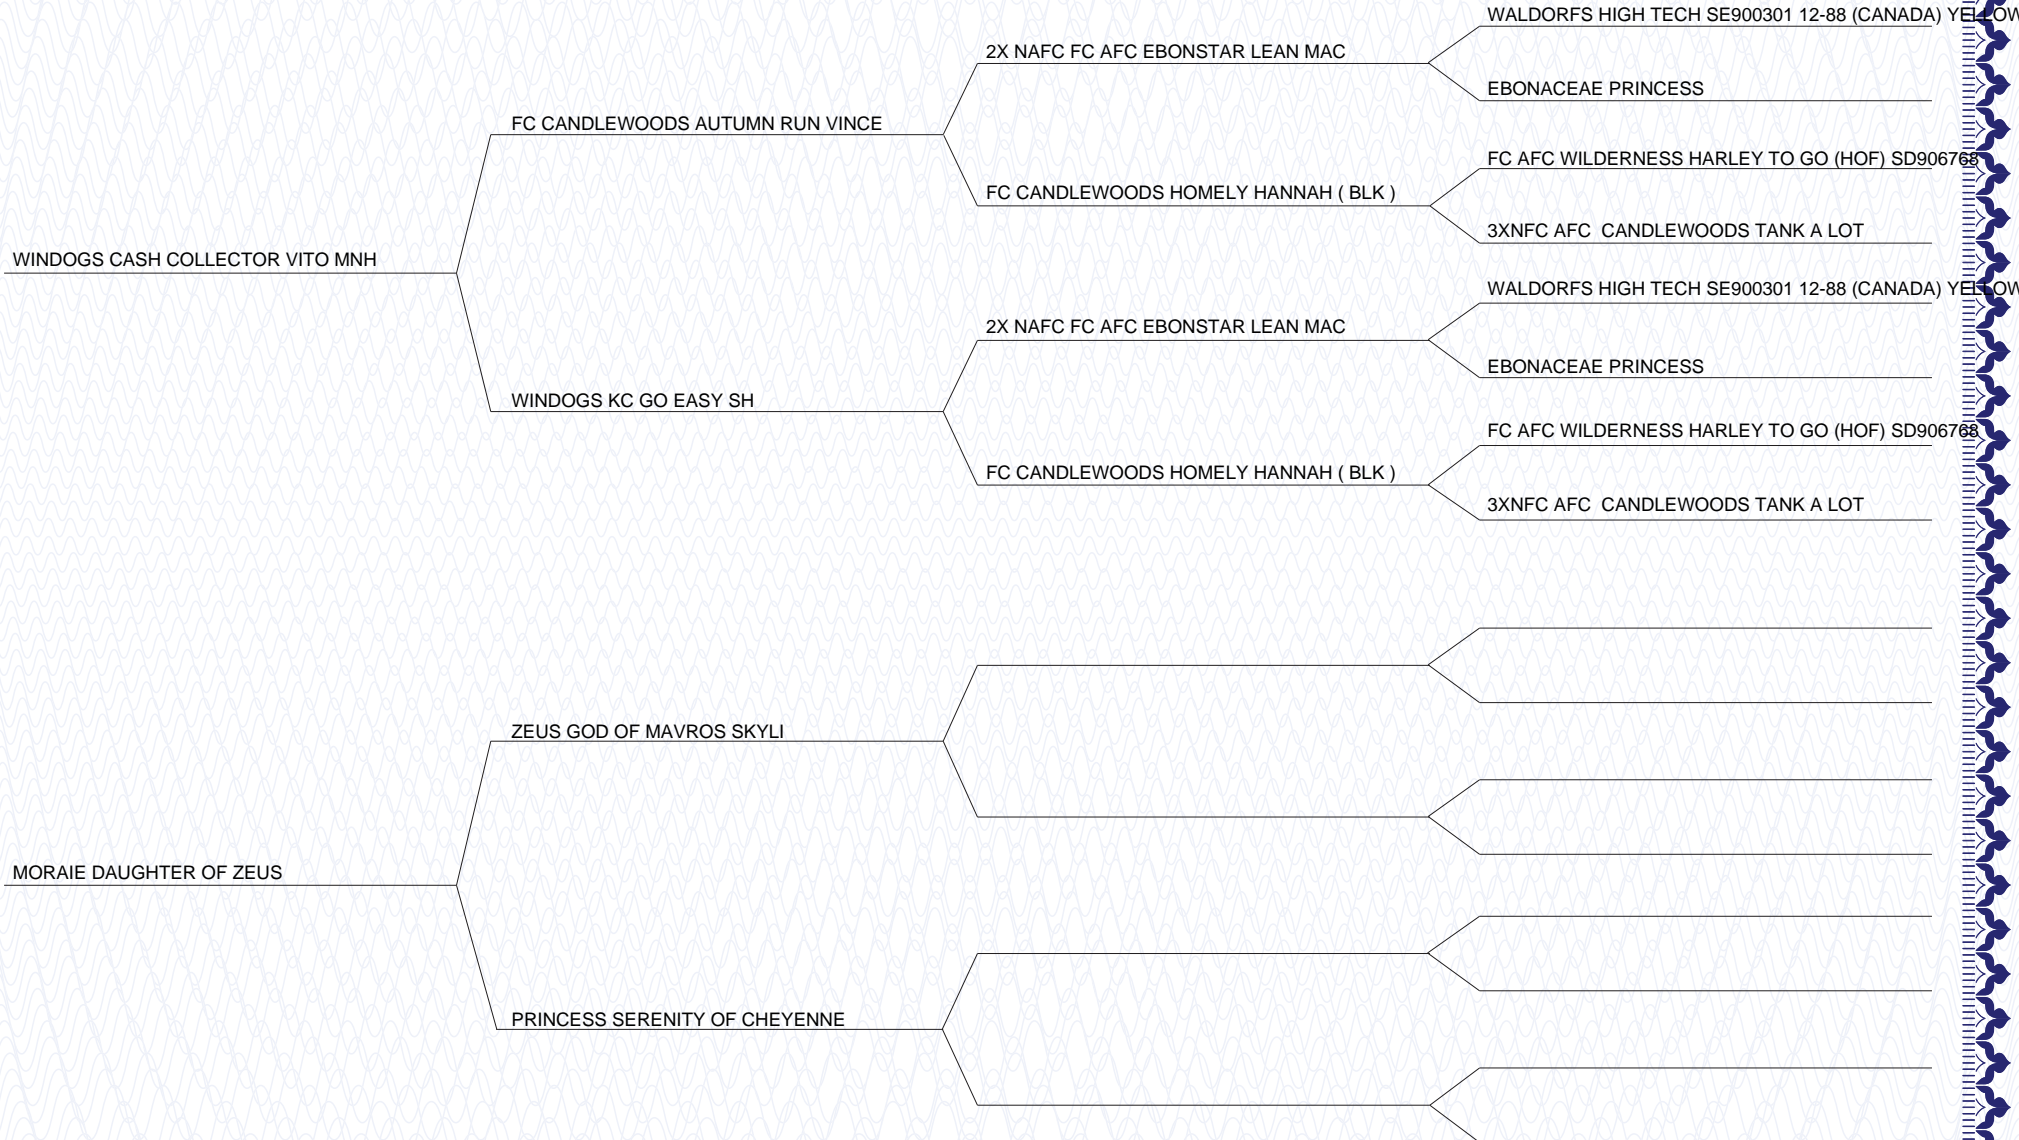 WALDORFS HIGH TECH SE900301 12-88 (CANADA) YELLOW
2X NAFC FC AFC EBONSTAR LEAN MAC
EBONACEAE PRINCESS
FC CANDLEWOODS AUTUMN RUN VINCE
FC AFC WILDERNESS HARLEY TO GO (HOF) SD906768
FC CANDLEWOODS HOMELY HANNAH ( BLK )
3XNFC AFC  CANDLEWOODS TANK A LOT
WINDOGS CASH COLLECTOR VITO MNH
WALDORFS HIGH TECH SE900301 12-88 (CANADA) YELLOW
2X NAFC FC AFC EBONSTAR LEAN MAC
EBONACEAE PRINCESS
WINDOGS KC GO EASY SH
FC AFC WILDERNESS HARLEY TO GO (HOF) SD906768
FC CANDLEWOODS HOMELY HANNAH ( BLK )
3XNFC AFC  CANDLEWOODS TANK A LOT
ZEUS GOD OF MAVROS SKYLI
MORAIE DAUGHTER OF ZEUS
PRINCESS SERENITY OF CHEYENNE